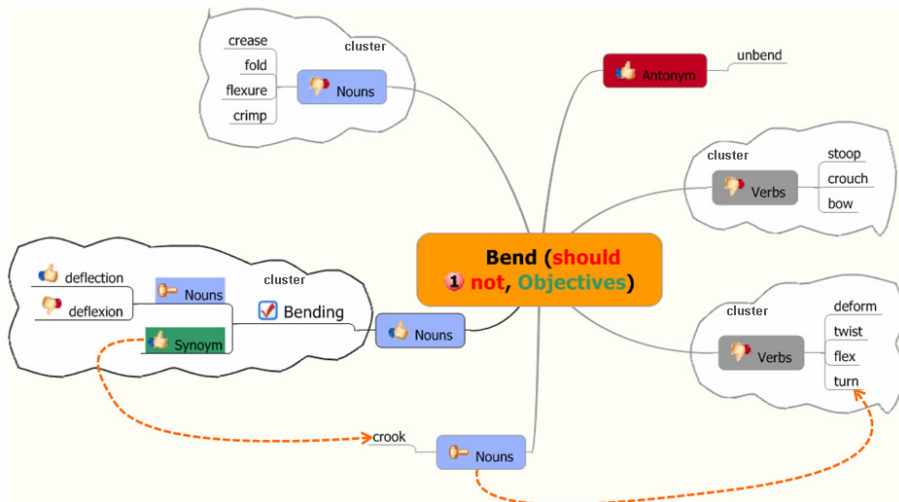 crease
fold
flexure
crimp
cluster
Nouns
Antonym
unbend
cluster
Verbs
stoop
crouch
bow
Bend (should
1 not, Objectives)
deflection
deflexion
Nouns
Synoym
cluster
Bending
Nouns
cluster
Verbs
deform
twist
flex
turn
crook
Nouns